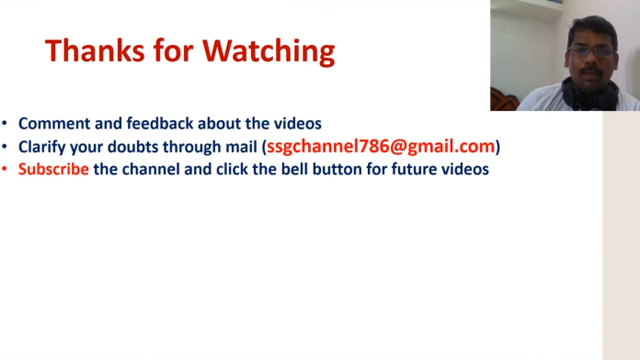 Thanks for Watching
• Comment and feedback about the videos
• Clarify your doubts through mail (ssgchannel786@gmail.com)
• Subscribe the channel and click the bell button for future videos